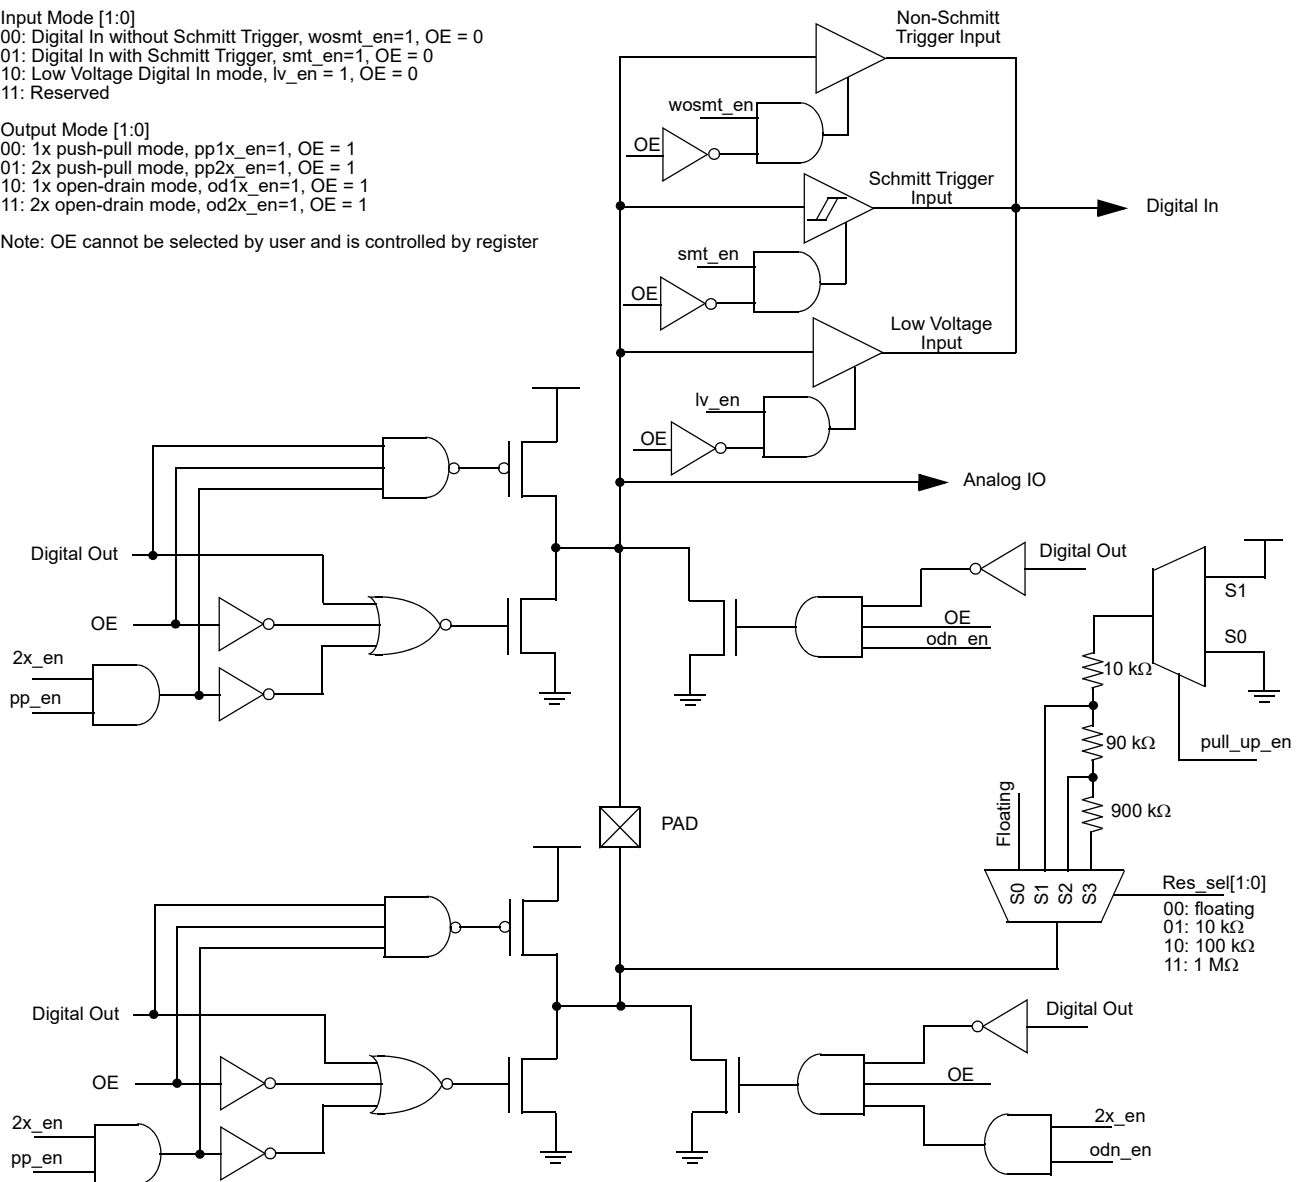 Input Mode [1:0]
00: Digital In without Schmitt Trigger, wosmt_en=1, OE = 0
01: Digital In with Schmitt Trigger, smt_en=1, OE = 0
10: Low Voltage Digital In mode, lv_en = 1, OE = 0
11: Reserved
Output Mode [1:0]
00: 1x push-pull mode, pp1x_en=1, OE = 1
01: 2x push-pull mode, pp2x_en=1, OE = 1
10: 1x open-drain mode, od1x_en=1, OE = 1
11: 2x open-drain mode, od2x_en=1, OE = 1
Note: OE cannot be selected by user and is controlled by register
Non-Schmitt
Trigger Input
wosmt_en
OE
Schmitt Trigger
Input
Digital In
smt_en
OE
Low Voltage
Input
lv_en
OE
Analog IO
Digital Out
OE
2x_en
pp_en
Digital Out
OE
odn_en
S1
S0
pull_up_en
10 kΩ
90 kΩ
900 kΩ
Floating
S0
S1
S2
S3
Res_sel[1:0]
00: floating
01: 10 kΩ
10: 100 kΩ
11: 1 MΩ
PAD
Digital Out
OE
2x_en
pp_en
Digital Out
OE
2x_en
odn_en